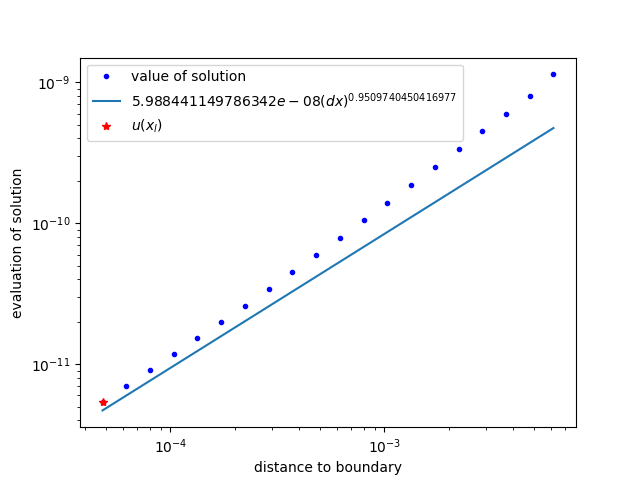 10⁻⁹
10⁻¹⁰
10⁻¹¹
evaluation of solution
value of solution
5.988441149786342e − 08(dx)^0.9509740450416977
u(x_l)
10⁻⁴
10⁻³
distance to boundary